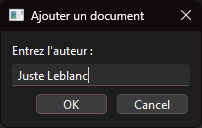 Ajouter un document
Entrez l'auteur :
Juste Leblanc
OK
Cancel